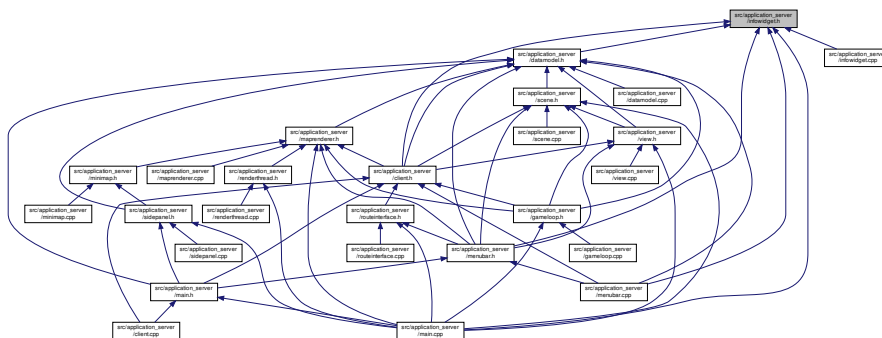 src/application_server
/infowidget.h
src/application_server
/datamodel.h
src/application_server
/infowidget.cpp
src/application_server
/scene.h
src/application_server
/datamodel.cpp
src/application_server
/maprenderer.h
src/application_server
/scene.cpp
src/application_server
/view.h
src/application_server
/minimap.h
src/application_server
/maprenderer.cpp
src/application_server
/renderthread.h
src/application_server
/client.h
src/application_server
/view.cpp
src/application_server
/minimap.cpp
src/application_server
/sidepanel.h
src/application_server
/renderthread.cpp
src/application_server
/routeinterface.h
src/application_server
/gameloop.h
src/application_server
/sidepanel.cpp
src/application_server
/routeinterface.cpp
src/application_server
/menubar.h
src/application_server
/gameloop.cpp
src/application_server
/main.h
src/application_server
/menubar.cpp
src/application_server
/client.cpp
src/application_server
/main.cpp